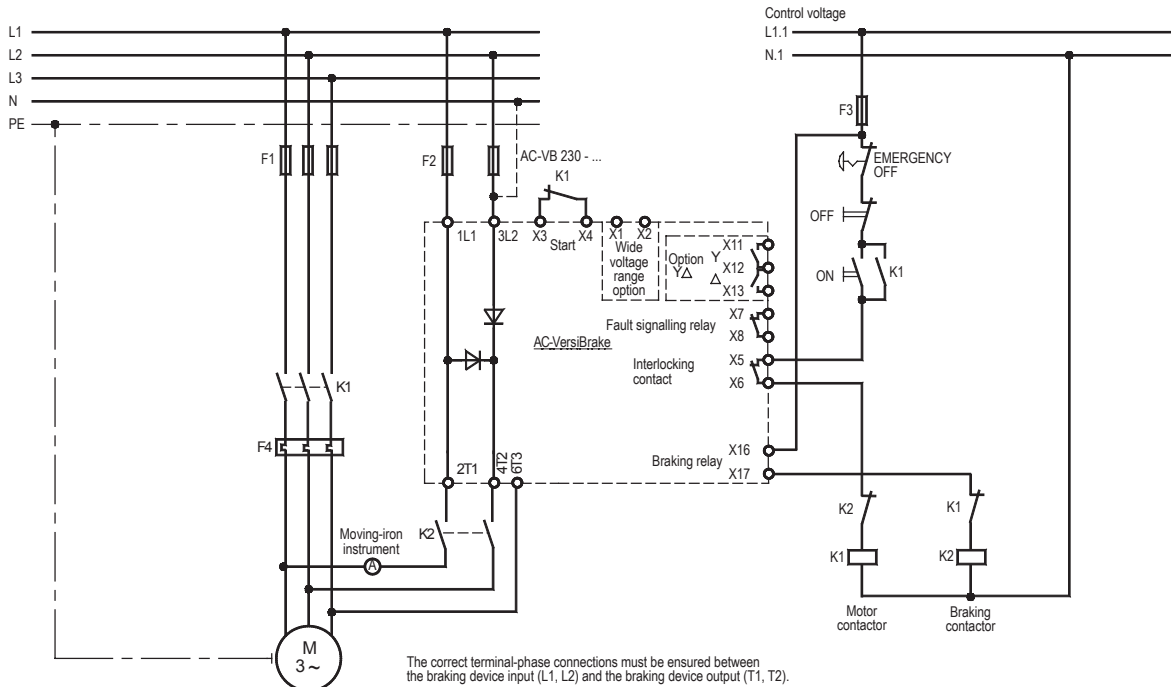 Control voltage
L1
L1.1
L2
N.1
L3
N
PE
F3
F1
F2
AC-VB 230 - ...
K1
EMERGENCY
OFF
OFF
1L1
3L2
X3
X4
X1
X2
Start
Wide
voltage
range
option
Option
Y△
Y
△
X11
X12
X13
ON
K1
Fault signalling relay
X7
X8
AC-VersiBrake
Interlocking
contact
X5
X6
K1
F4
Braking relay
X16
X17
2T1
4T2
6T3
K2
Moving-iron
instrument
A
K2
K1
K1
K2
Motor
contactor
Braking
contactor
M
3~
The correct terminal-phase connections must be ensured between
the braking device input (L1, L2) and the braking device output (T1, T2).